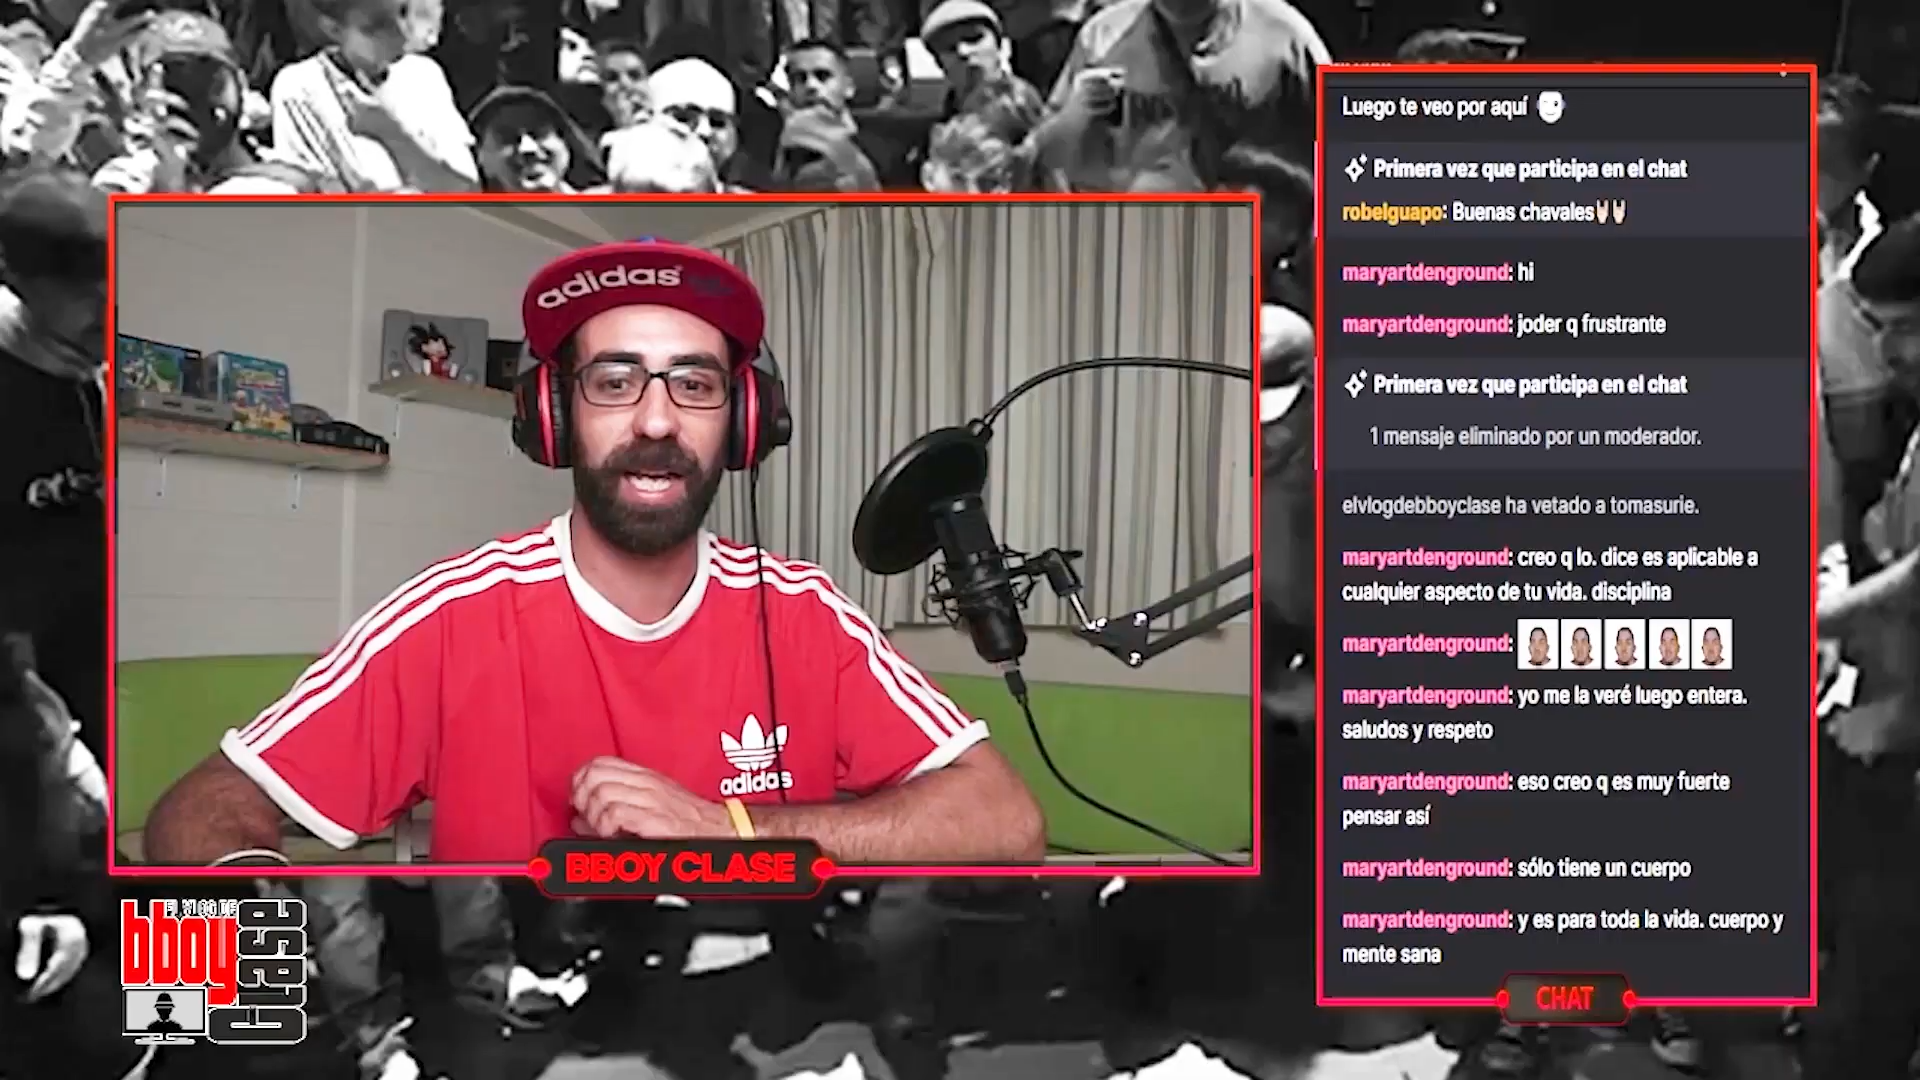 adidas
adidas
BBOY CLASE
EL VLOG DE
bboy
Clase
Luego te veo por aquí
Primera vez que participa en el chat
robelguapo: Buenas chavales
maryartdenground: hi
maryartdenground: joder q frustrante
Primera vez que participa en el chat
1 mensaje eliminado por un moderador.
elvlogdebboyclase ha vetado a tomasurie.
maryartdenground: creo q lo. dice es aplicable a
cualquier aspecto de tu vida. disciplina
maryartdenground:
maryartdenground: yo me la veré luego entera.
saludos y respeto
maryartdenground: eso creo q es muy fuerte
pensar así
maryartdenground: sólo tiene un cuerpo
maryartdenground: y es para toda la vida. cuerpo y
mente sana
CHAT